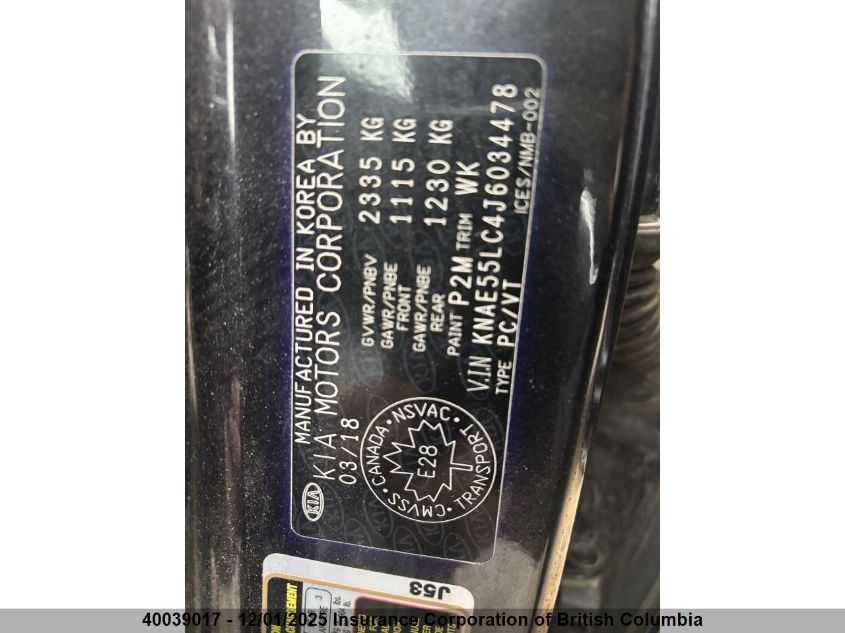 MANUFACTURED IN KOREA BY
KIA KIA MOTORS CORPORATION
03/18
GVWR/PNBV 2335 KG
GAWR/PNBE FRONT 1115 KG
GAWR/PNBE REAR 1230 KG
PAINT P2M TRIM WK
V.I.N KNAE55LC4J6034478
TYPE PC/VT ICES/NMB-002
CMVSS · CANADA · NSVAC · TRANSPORT ·
E28
J53
40039017 - 12/01/2025 Insurance Corporation of British Columbia